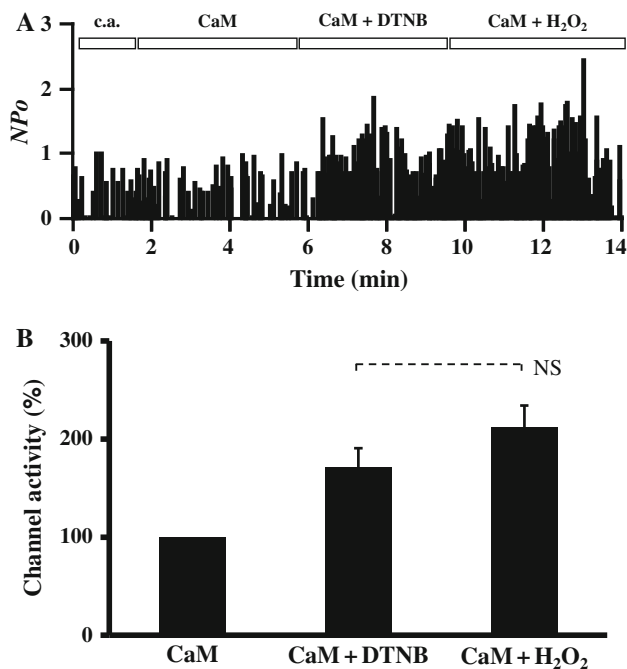 A
c.a. CaM CaM + DTNB CaM + H₂O₂
3
2
1
0
NPo
0 2 4 6 8 10 12 14
Time (min)
B
300
200
100
0
Channel activity (%)
NS
CaM CaM + DTNB CaM + H₂O₂